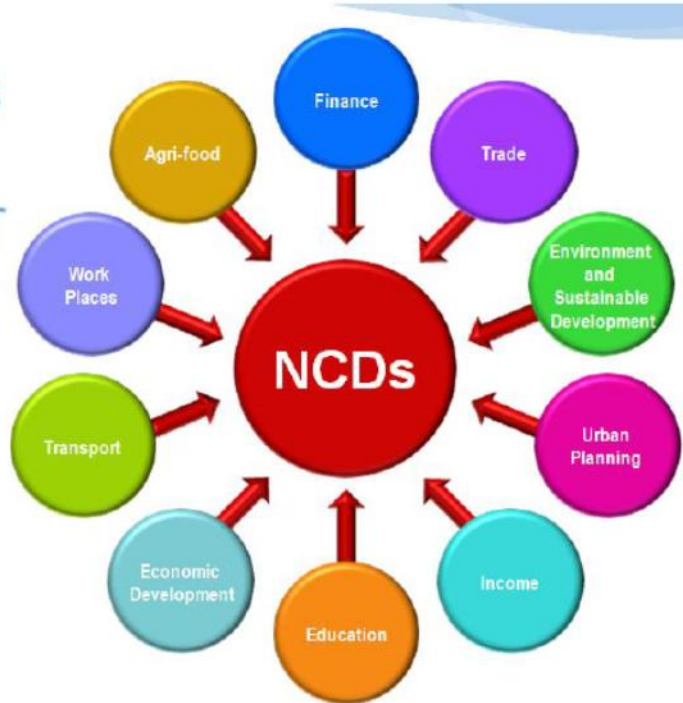 Finance
Agri-food
Trade
Work
Places
Environment
and
Sustainable
Development
NCDs
Transport
Urban
Planning
Economic
Development
Income
Education